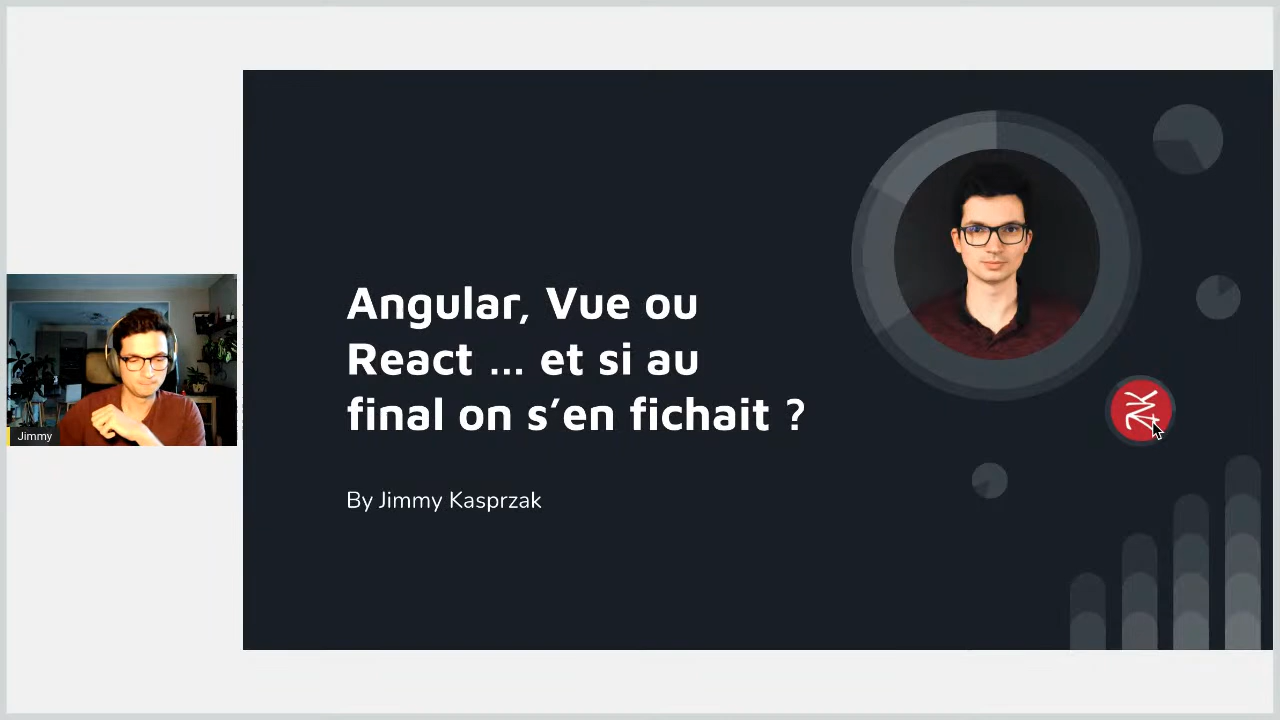 Angular, Vue ou
React ... et si au
final on s’en fichait ?
By Jimmy Kasprzak
Jimmy